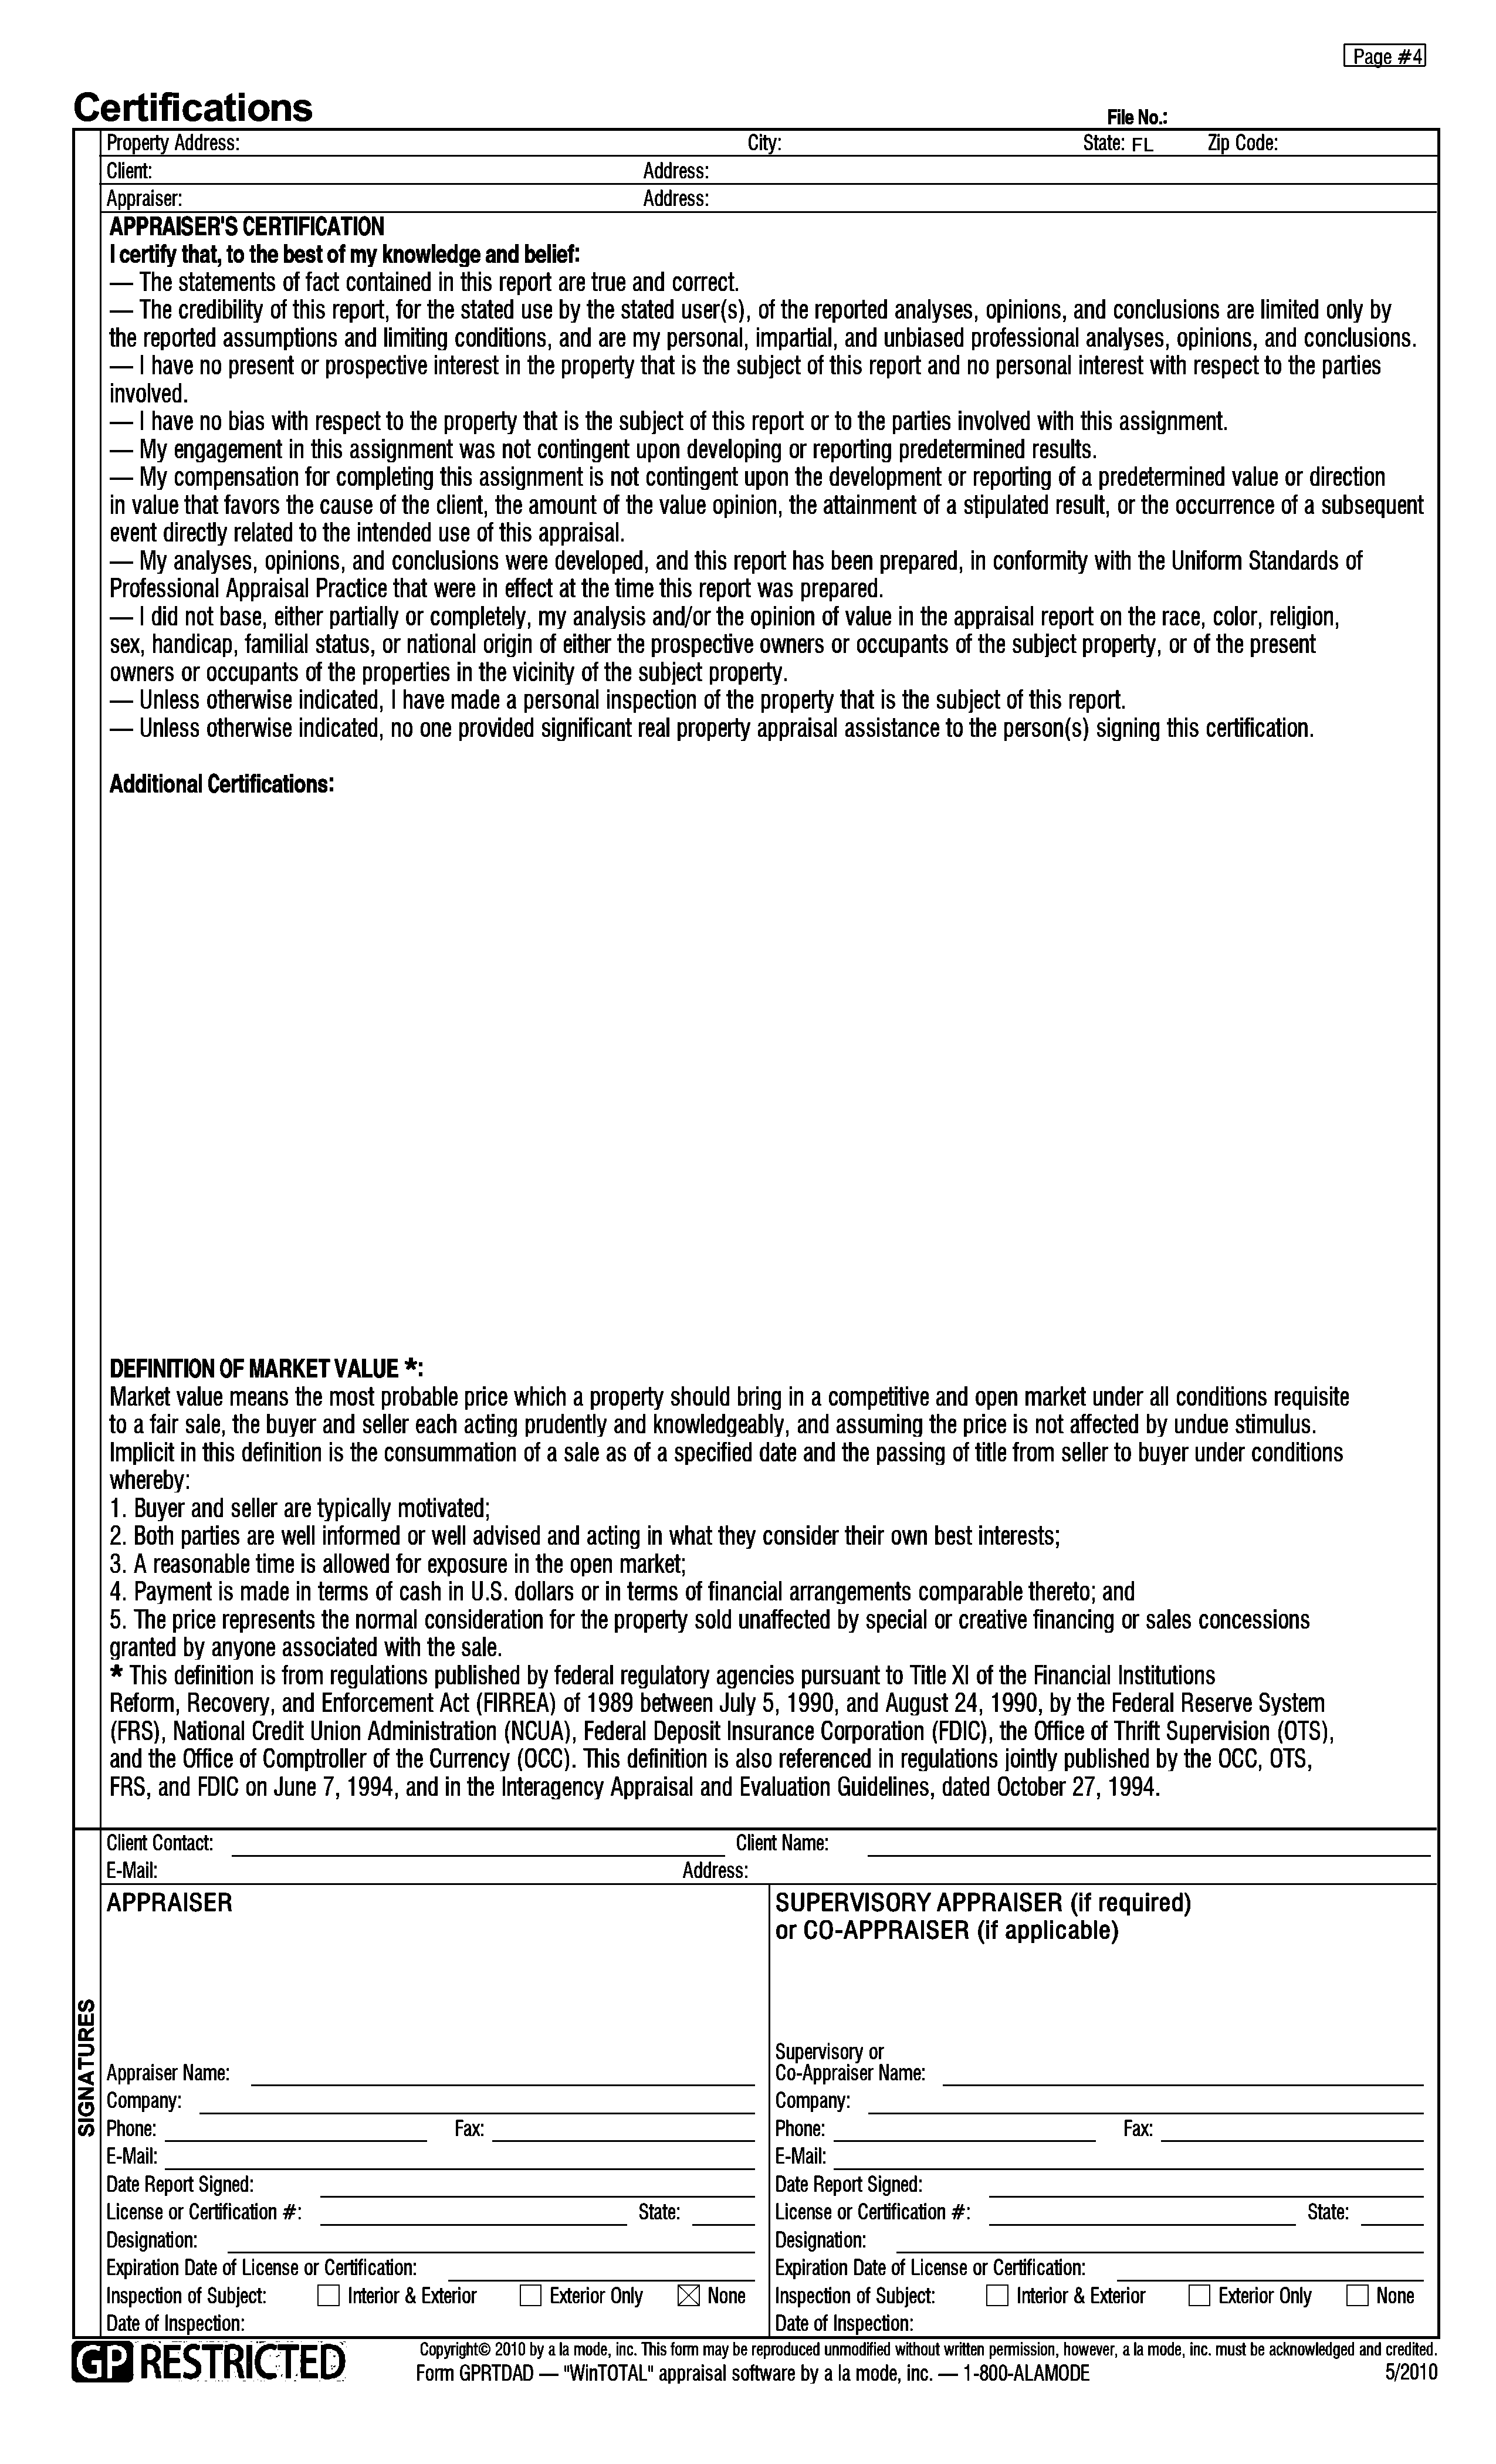 Page #4
Certifications
File No.:
Property Address: City: State: FL Zip Code:
Client: Address:
Appraiser: Address:
APPRAISER'S CERTIFICATION
I certify that, to the best of my knowledge and belief:
— The statements of fact contained in this report are true and correct.
— The credibility of this report, for the stated use by the stated user(s), of the reported analyses, opinions, and conclusions are limited only by
the reported assumptions and limiting conditions, and are my personal, impartial, and unbiased professional analyses, opinions, and conclusions.
— I have no present or prospective interest in the property that is the subject of this report and no personal interest with respect to the parties
involved.
— I have no bias with respect to the property that is the subject of this report or to the parties involved with this assignment.
— My engagement in this assignment was not contingent upon developing or reporting predetermined results.
— My compensation for completing this assignment is not contingent upon the development or reporting of a predetermined value or direction
in value that favors the cause of the client, the amount of the value opinion, the attainment of a stipulated result, or the occurrence of a subsequent
event directly related to the intended use of this appraisal.
— My analyses, opinions, and conclusions were developed, and this report has been prepared, in conformity with the Uniform Standards of
Professional Appraisal Practice that were in effect at the time this report was prepared.
— I did not base, either partially or completely, my analysis and/or the opinion of value in the appraisal report on the race, color, religion,
sex, handicap, familial status, or national origin of either the prospective owners or occupants of the subject property, or of the present
owners or occupants of the properties in the vicinity of the subject property.
— Unless otherwise indicated, I have made a personal inspection of the property that is the subject of this report.
— Unless otherwise indicated, no one provided significant real property appraisal assistance to the person(s) signing this certification.
Additional Certifications:
DEFINITION OF MARKET VALUE *:
Market value means the most probable price which a property should bring in a competitive and open market under all conditions requisite
to a fair sale, the buyer and seller each acting prudently and knowledgeably, and assuming the price is not affected by undue stimulus.
Implicit in this definition is the consummation of a sale as of a specified date and the passing of title from seller to buyer under conditions
whereby:
1. Buyer and seller are typically motivated;
2. Both parties are well informed or well advised and acting in what they consider their own best interests;
3. A reasonable time is allowed for exposure in the open market;
4. Payment is made in terms of cash in U.S. dollars or in terms of financial arrangements comparable thereto; and
5. The price represents the normal consideration for the property sold unaffected by special or creative financing or sales concessions
granted by anyone associated with the sale.
* This definition is from regulations published by federal regulatory agencies pursuant to Title XI of the Financial Institutions
Reform, Recovery, and Enforcement Act (FIRREA) of 1989 between July 5, 1990, and August 24, 1990, by the Federal Reserve System
(FRS), National Credit Union Administration (NCUA), Federal Deposit Insurance Corporation (FDIC), the Office of Thrift Supervision (OTS),
and the Office of Comptroller of the Currency (OCC). This definition is also referenced in regulations jointly published by the OCC, OTS,
FRS, and FDIC on June 7, 1994, and in the Interagency Appraisal and Evaluation Guidelines, dated October 27, 1994.
Client Contact: Client Name:
E-Mail: Address:
SIGNATURES
APPRAISER
Appraiser Name:
Company:
Phone: Fax:
E-Mail:
Date Report Signed:
License or Certification #: State:
Designation:
Expiration Date of License or Certification:
Inspection of Subject: Interior & Exterior Exterior Only None
Date of Inspection:
SUPERVISORY APPRAISER (if required)
or CO-APPRAISER (if applicable)
Supervisory or
Co-Appraiser Name:
Company:
Phone: Fax:
E-Mail:
Date Report Signed:
License or Certification #: State:
Designation:
Expiration Date of License or Certification:
Inspection of Subject: Interior & Exterior Exterior Only None
Date of Inspection:
GP RESTRICTED
Copyright© 2010 by a la mode, inc. This form may be reproduced unmodified without written permission, however, a la mode, inc. must be acknowledged and credited.
Form GPRTDAD — "WinTOTAL" appraisal software by a la mode, inc. — 1-800-ALAMODE 5/2010